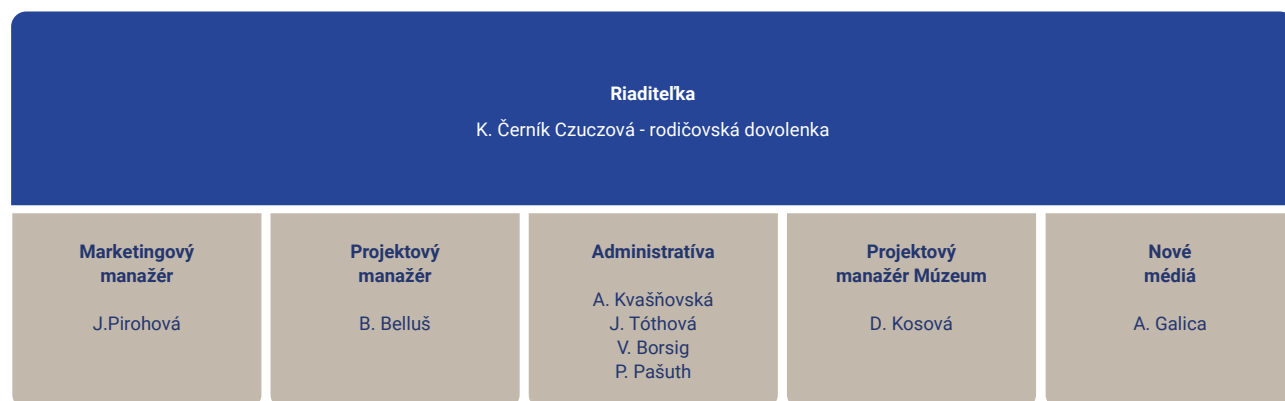 Riaditeľka
K. Černík Czuczová - rodičovská dovolenka
Marketingový
manažér
J.Pirohová
Projektový
manažér
B. Belluš
Administratíva
A. Kvašňovská
J. Tóthová
V. Borsig
P. Pašuth
Projektový
manažér Múzeum
D. Kosová
Nové
médiá
A. Galica